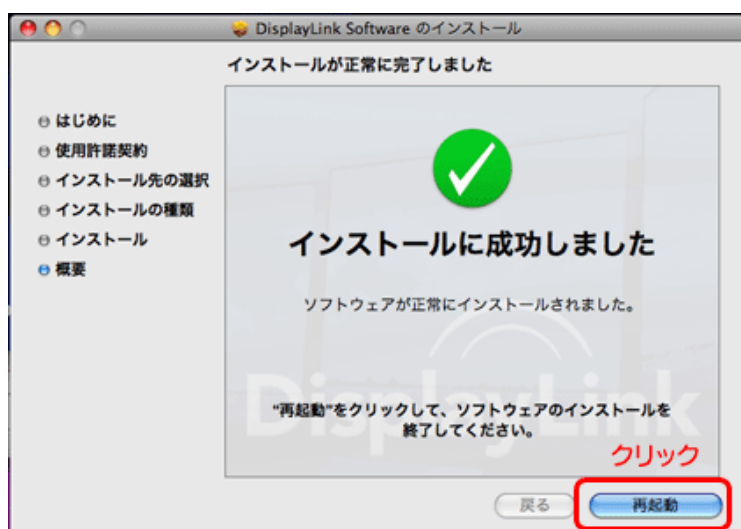 DisplayLink Software のインストール
インストールが正常に完了しました
はじめに
使用許諾契約
インストール先の選択
インストールの種類
インストール
概要
インストールに成功しました
ソフトウェアが正常にインストールされました。
DisplayLink
“再起動”をクリックして、ソフトウェアのインストールを
終了してください。
クリック
戻る
再起動